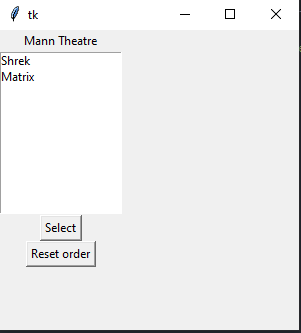 tk
Mann Theatre
Shrek
Matrix
Select
Reset order